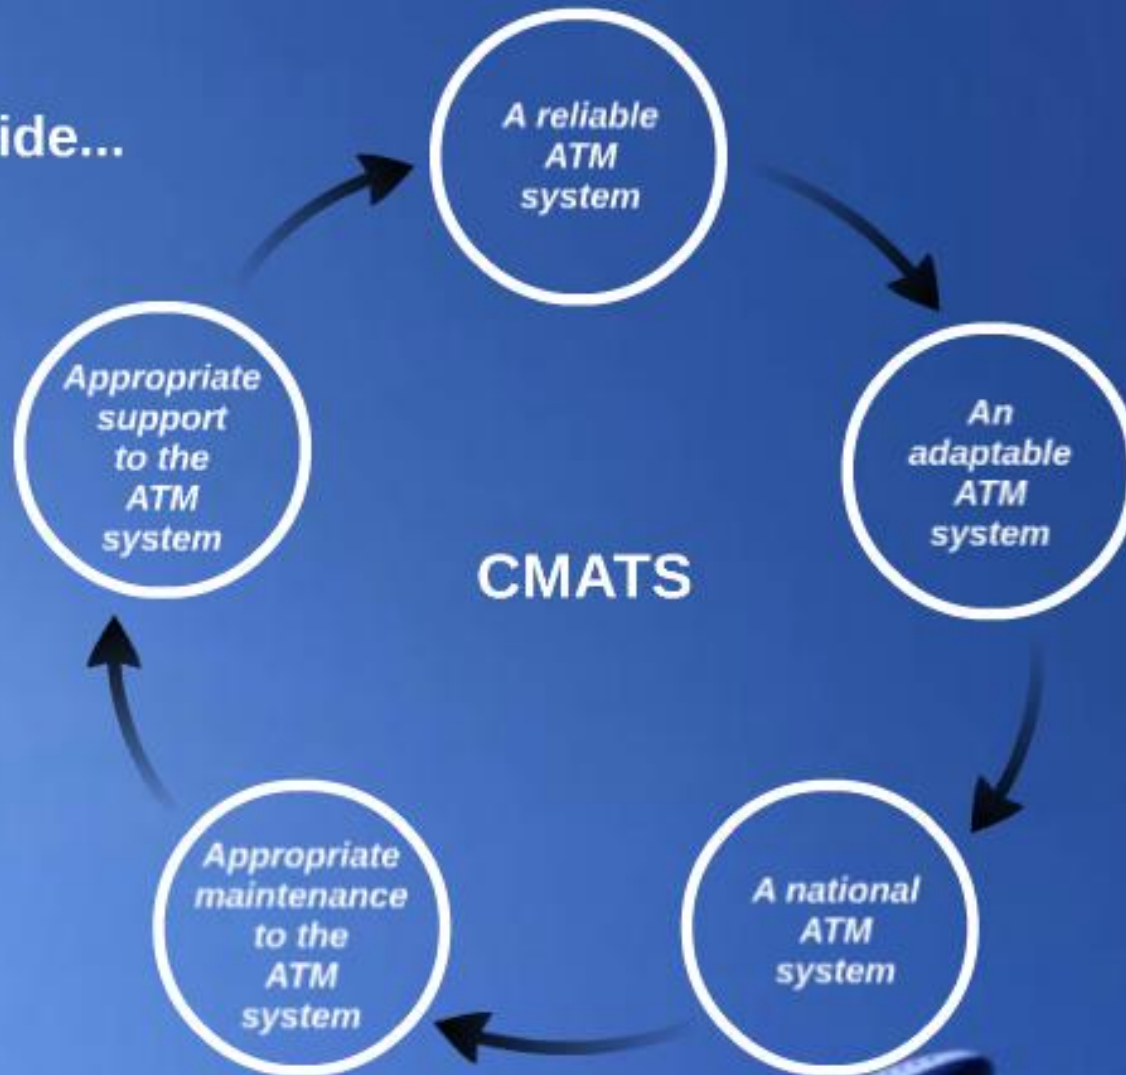 ide...
A reliable
ATM
system
An
adaptable
ATM
system
A national
ATM
system
Appropriate
maintenance
to the
ATM
system
Appropriate
support
to the
ATM
system
CMATS